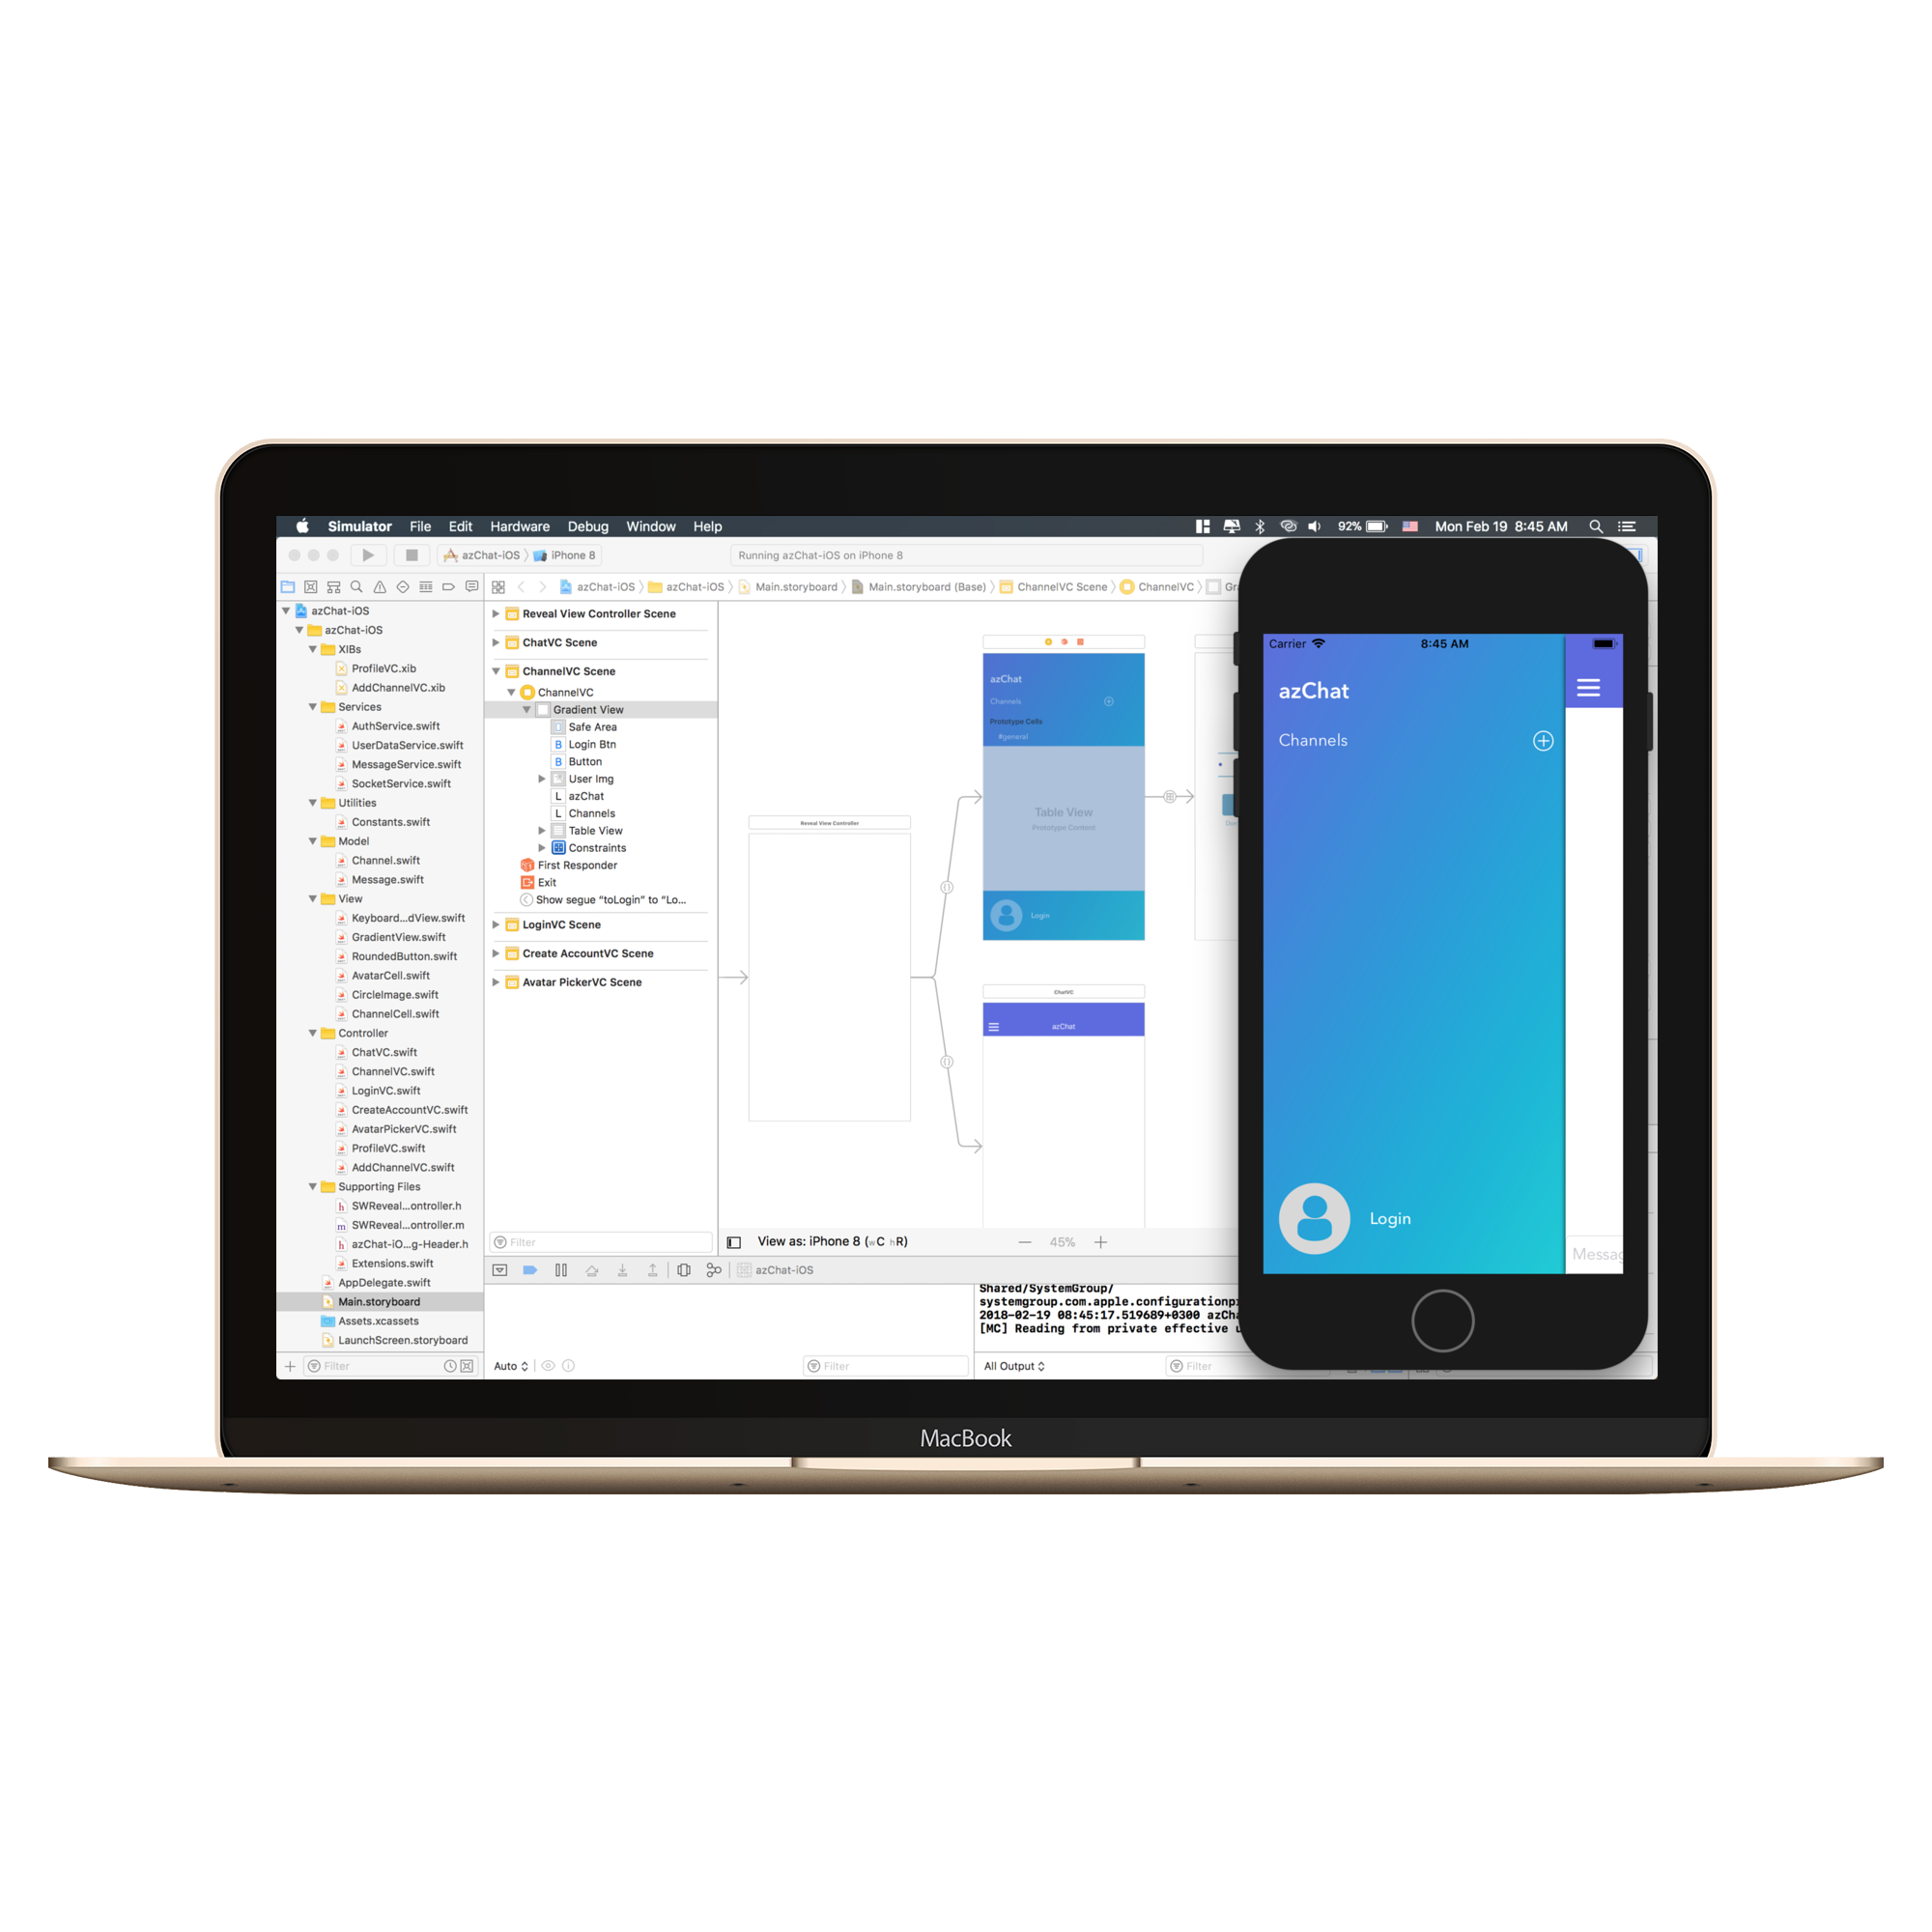 Simulator File Edit Hardware Debug Window Help 92% Mon Feb 19 8:45 AM
azChat-iOS iPhone 8 Running azChat-iOS on iPhone 8
azChat-iOS azChat-iOS Main.storyboard Main.storyboard (Base) ChannelVC Scene ChannelVC Gr
azChat-iOS
azChat-iOS
XIBs
ProfileVC.xib
AddChannelVC.xib
Services
AuthService.swift
UserDataService.swift
MessageService.swift
SocketService.swift
Utilities
Constants.swift
Model
Channel.swift
Message.swift
View
Keyboard...dView.swift
GradientView.swift
RoundedButton.swift
AvatarCell.swift
CircleImage.swift
ChannelCell.swift
Controller
ChatVC.swift
ChannelVC.swift
LoginVC.swift
CreateAccountVC.swift
AvatarPickerVC.swift
ProfileVC.swift
AddChannelVC.swift
Supporting Files
SWReveal...ontroller.h
SWReveal...ontroller.m
azChat-iO...g-Header.h
Extensions.swift
AppDelegate.swift
Main.storyboard
Assets.xcassets
LaunchScreen.storyboard
Filter
Reveal View Controller Scene
ChatVC Scene
ChannelVC Scene
ChannelVC
Gradient View
Safe Area
B Login Btn
B Button
User Img
L azChat
L Channels
Table View
Constraints
First Responder
Exit
Show segue “toLogin” to “Lo...
LoginVC Scene
Create AccountVC Scene
Avatar PickerVC Scene
Filter
Reveal View Controller
azChat
Channels
Prototype Cells
#general
Table View
Prototype Content
Login
ChatVC
azChat
View as: iPhone 8 (wC hR) 45%
azChat-iOS
Shared/SystemGroup/
systemgroup.com.apple.configurationp
2018-02-19 08:45:17.519689+0300 azCha
[MC] Reading from private effective u
Auto Filter
All Output Filter
Carrier 8:45 AM
azChat
Channels
Login
Messag
MacBook